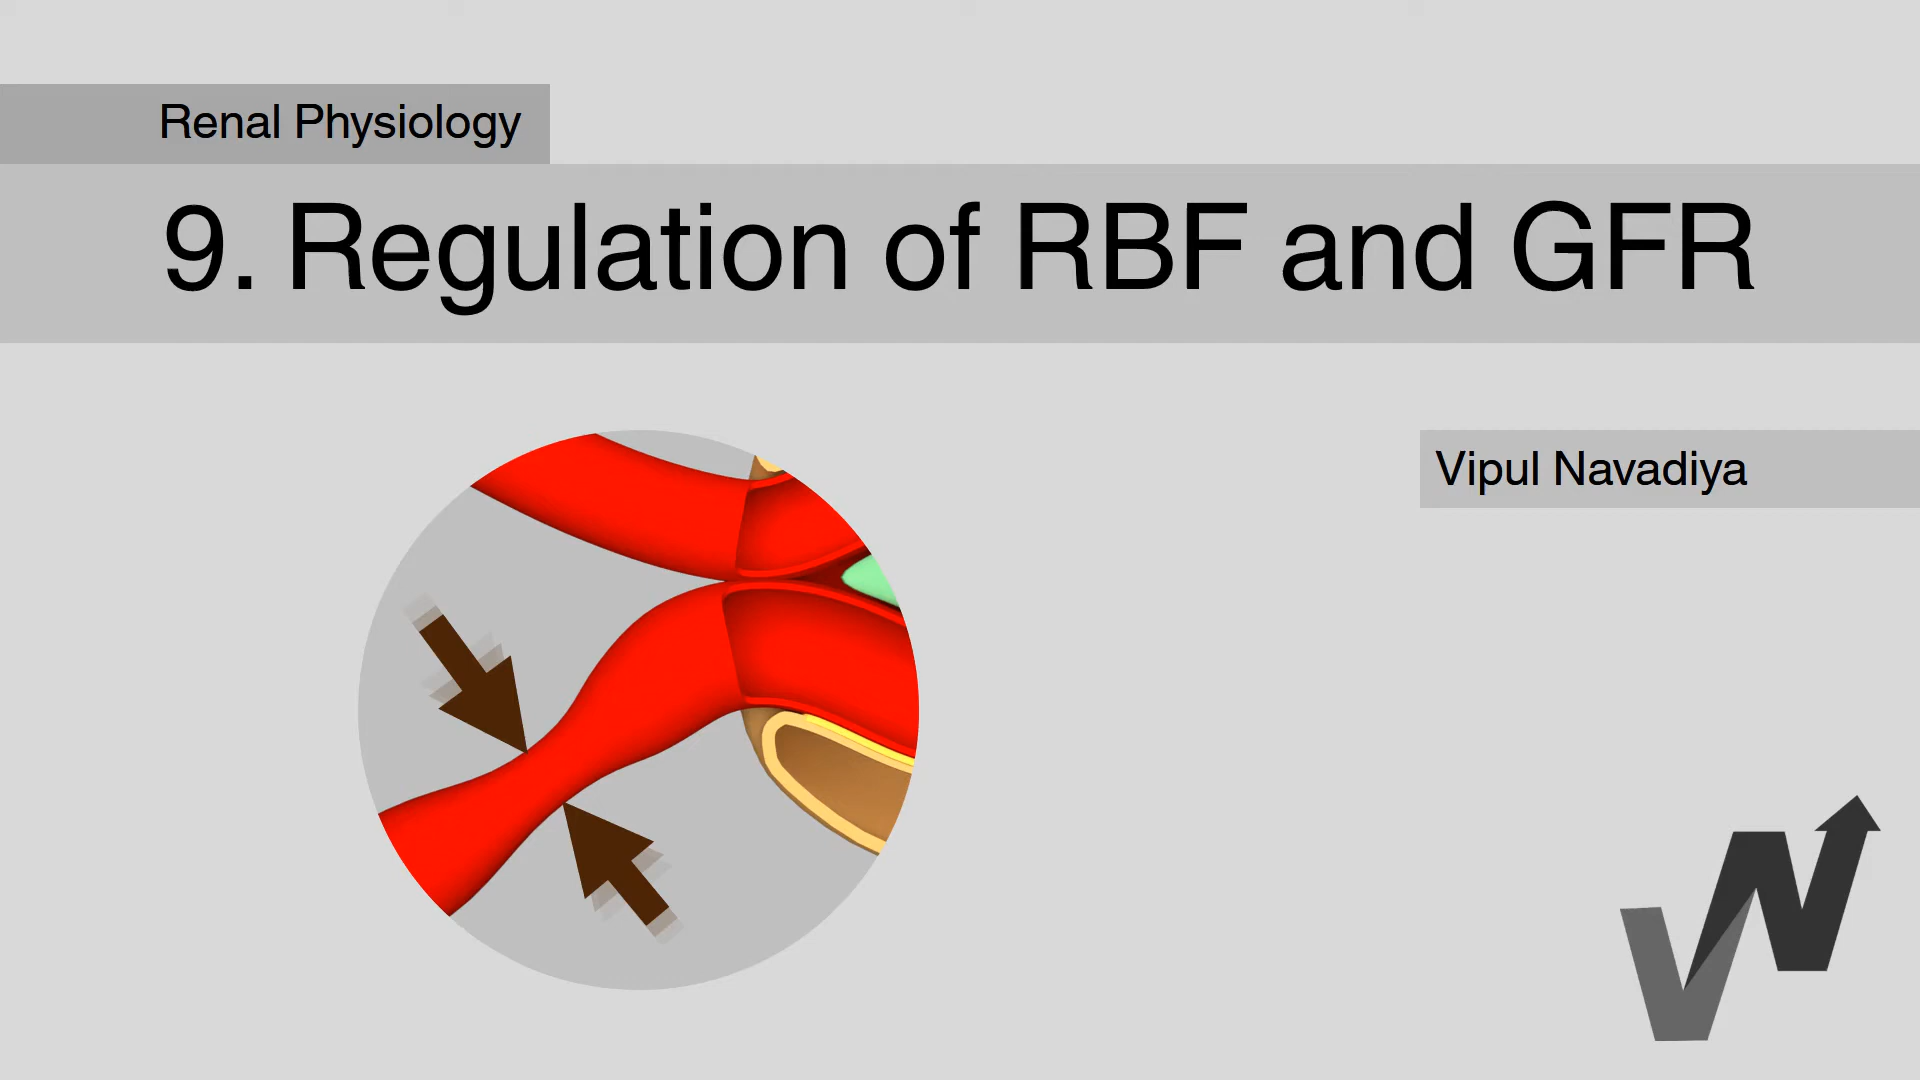 Renal Physiology
9. Regulation of RBF and GFR
Vipul Navadiya